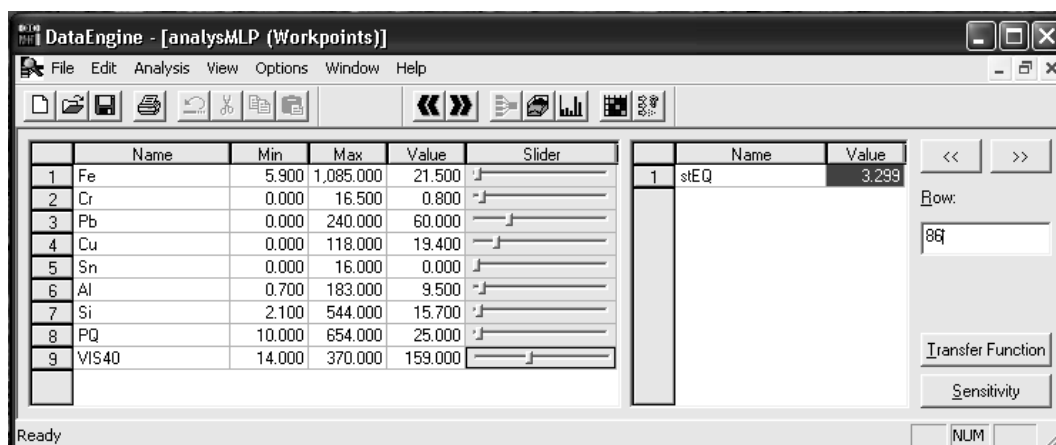 DataEngine - [analysMLP (Workpoints)]
File Edit Analysis View Options Window Help
Name Min Max Value Slider
1 Fe 5.900 1,085.000 21.500
2 Cr 0.000 16.500 0.800
3 Pb 0.000 240.000 60.000
4 Cu 0.000 118.000 19.400
5 Sn 0.000 16.000 0.000
6 Al 0.700 183.000 9.500
7 Si 2.100 544.000 15.700
8 PQ 10.000 654.000 25.000
9 VIS40 14.000 370.000 159.000
Name Value
1 stEQ 3.299
<< >>
Row:
86
Transfer Function
Sensitivity
Ready NUM